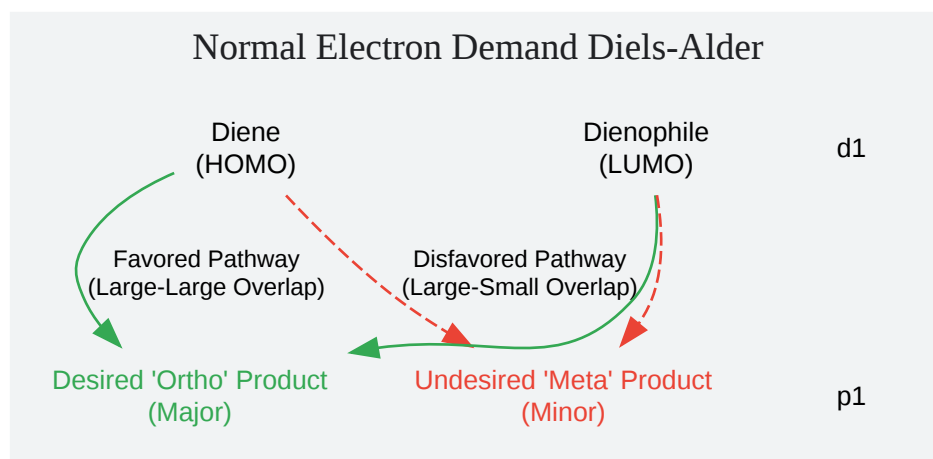 Normal Electron Demand Diels-Alder
Diene
(HOMO)
Dienophile
(LUMO)
d1
Favored Pathway
(Large-Large Overlap)
Disfavored Pathway
(Large-Small Overlap)
Desired 'Ortho' Product
(Major)
Undesired 'Meta' Product
(Minor)
p1